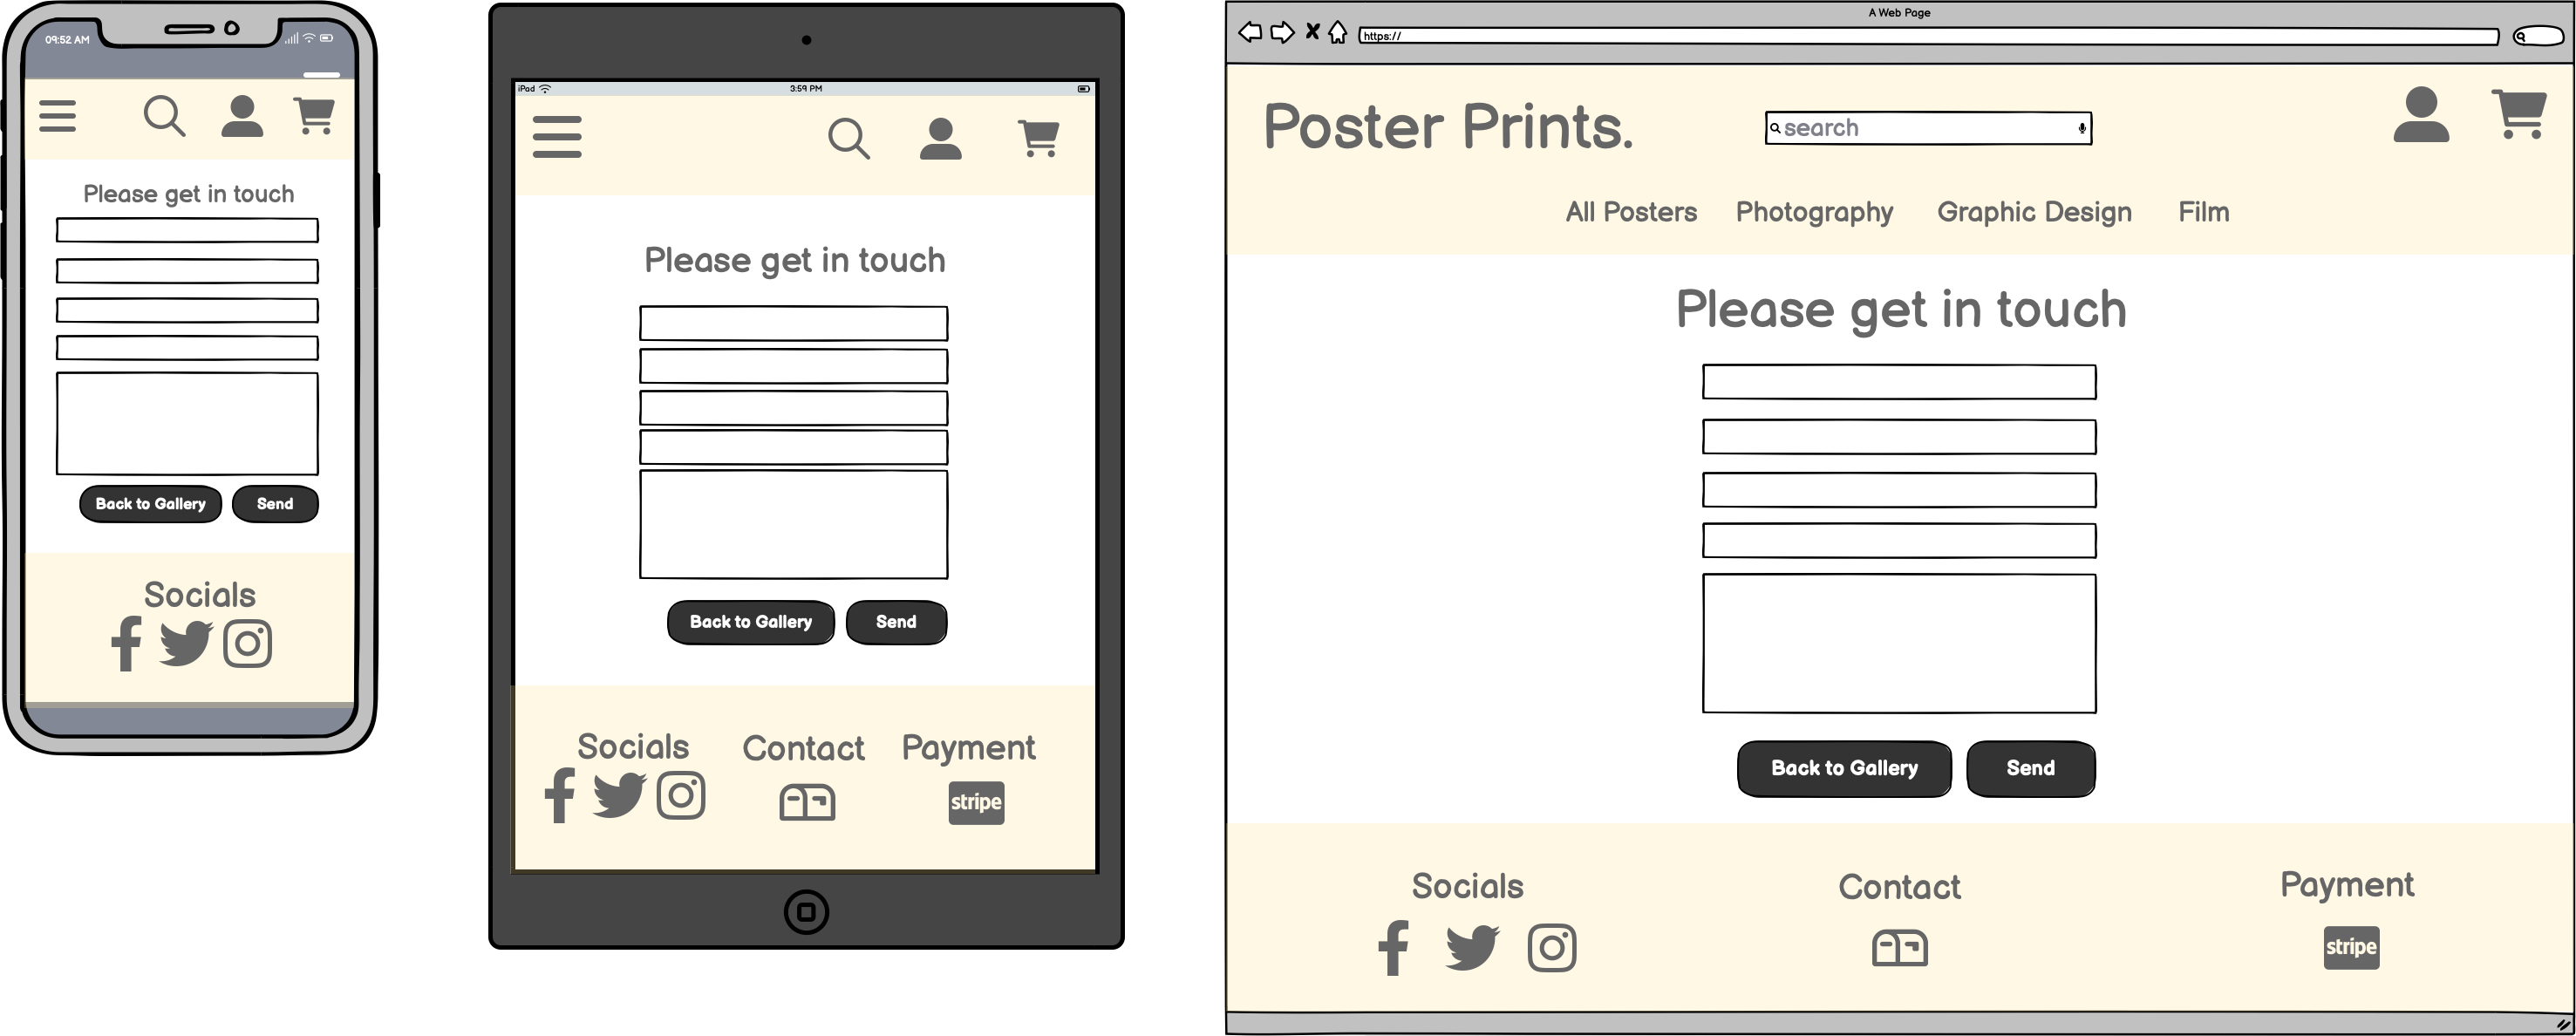 09:52 AM
Please get in touch
Back to Gallery Send
Socials
iPad 3:59 PM
Please get in touch
Back to Gallery Send
Socials Contact Payment
stripe
A Web Page
https://
Poster Prints. search
All Posters Photography Graphic Design Film
Please get in touch
Back to Gallery Send
Socials Contact Payment
stripe